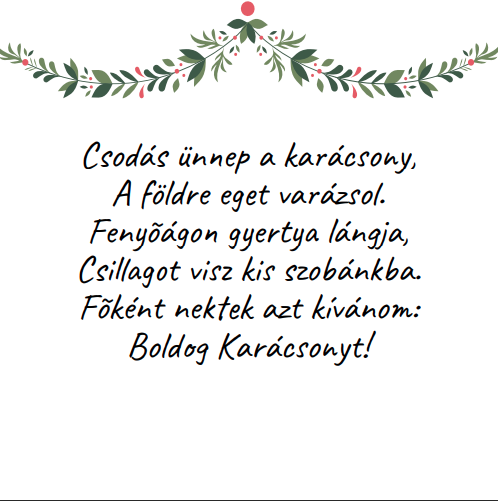 Csodás ünnep a karácsony,
A földre eget varázsol.
Fenyõágon gyertya lángja,
Csillagot visz kis szobánkba.
Fõként nektek azt kívánom:
Boldog Karácsonyt!